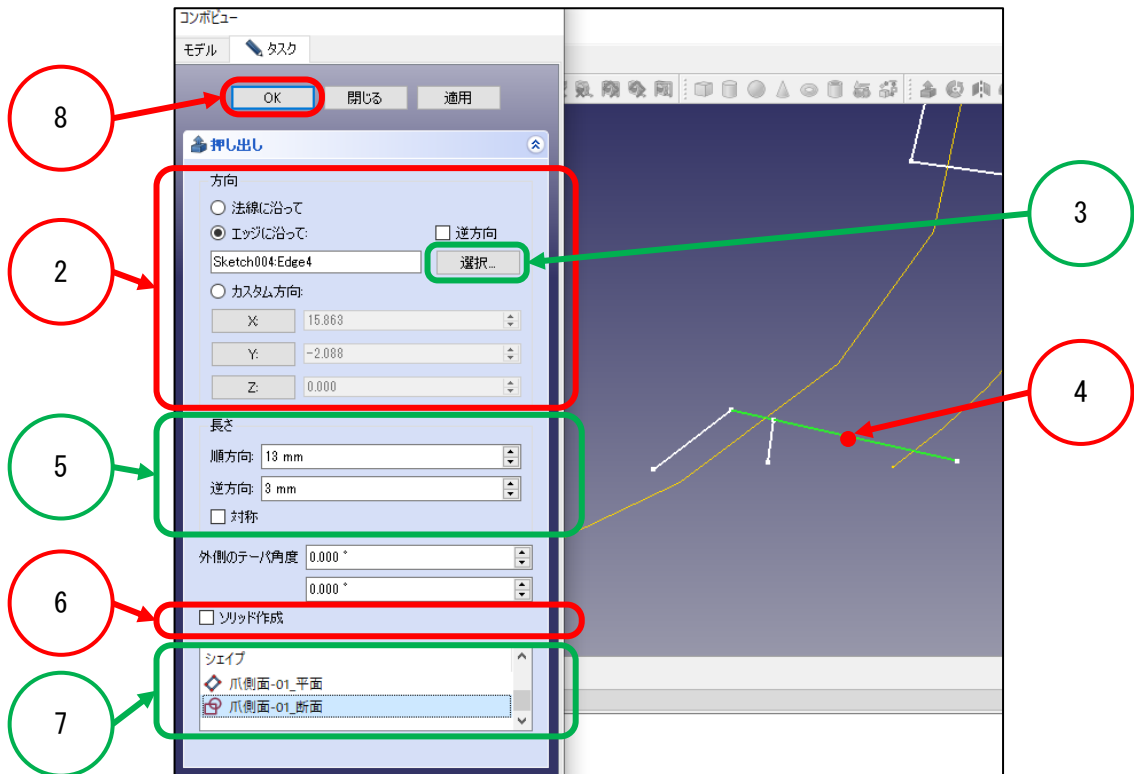 コンボビュー
モデル
タスク
OK
閉じる
適用
8
押し出し
方向
法線に沿って
エッジに沿って:
逆方向
3
Sketch004:Edge4
選択...
2
カスタム方向:
X:
15.863
Y:
-2.088
Z:
0.000
4
長さ
順方向:
13 mm
5
逆方向:
3 mm
対称
外側のテーパ角度
0.000 °
0.000 °
6
ソリッド作成
シェイプ
爪側面-01_平面
爪側面-01_断面
7